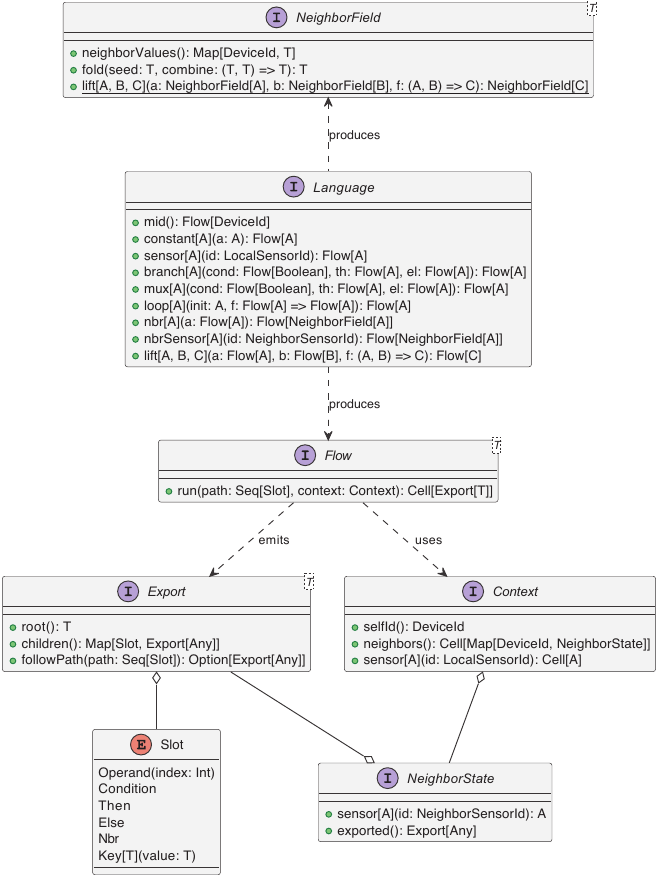 I NeighborField T
neighborValues(): Map[DeviceId, T]
fold(seed: T, combine: (T, T) => T): T
lift[A, B, C](a: NeighborField[A], b: NeighborField[B], f: (A, B) => C): NeighborField[C]
produces
I Language
mid(): Flow[DeviceId]
constant[A](a: A): Flow[A]
sensor[A](id: LocalSensorId): Flow[A]
branch[A](cond: Flow[Boolean], th: Flow[A], el: Flow[A]): Flow[A]
mux[A](cond: Flow[Boolean], th: Flow[A], el: Flow[A]): Flow[A]
loop[A](init: A, f: Flow[A] => Flow[A]): Flow[A]
nbr[A](a: Flow[A]): Flow[NeighborField[A]]
nbrSensor[A](id: NeighborSensorId): Flow[NeighborField[A]]
lift[A, B, C](a: Flow[A], b: Flow[B], f: (A, B) => C): Flow[C]
produces
I Flow T
run(path: Seq[Slot], context: Context): Cell[Export[T]]
emits
uses
I Export T
root(): T
children(): Map[Slot, Export[Any]]
followPath(path: Seq[Slot]): Option[Export[Any]]
I Context
selfId(): DeviceId
neighbors(): Cell[Map[DeviceId, NeighborState]]
sensor[A](id: LocalSensorId): Cell[A]
E Slot
Operand(index: Int)
Condition
Then
Else
Nbr
Key[T](value: T)
I NeighborState
sensor[A](id: NeighborSensorId): A
exported(): Export[Any]